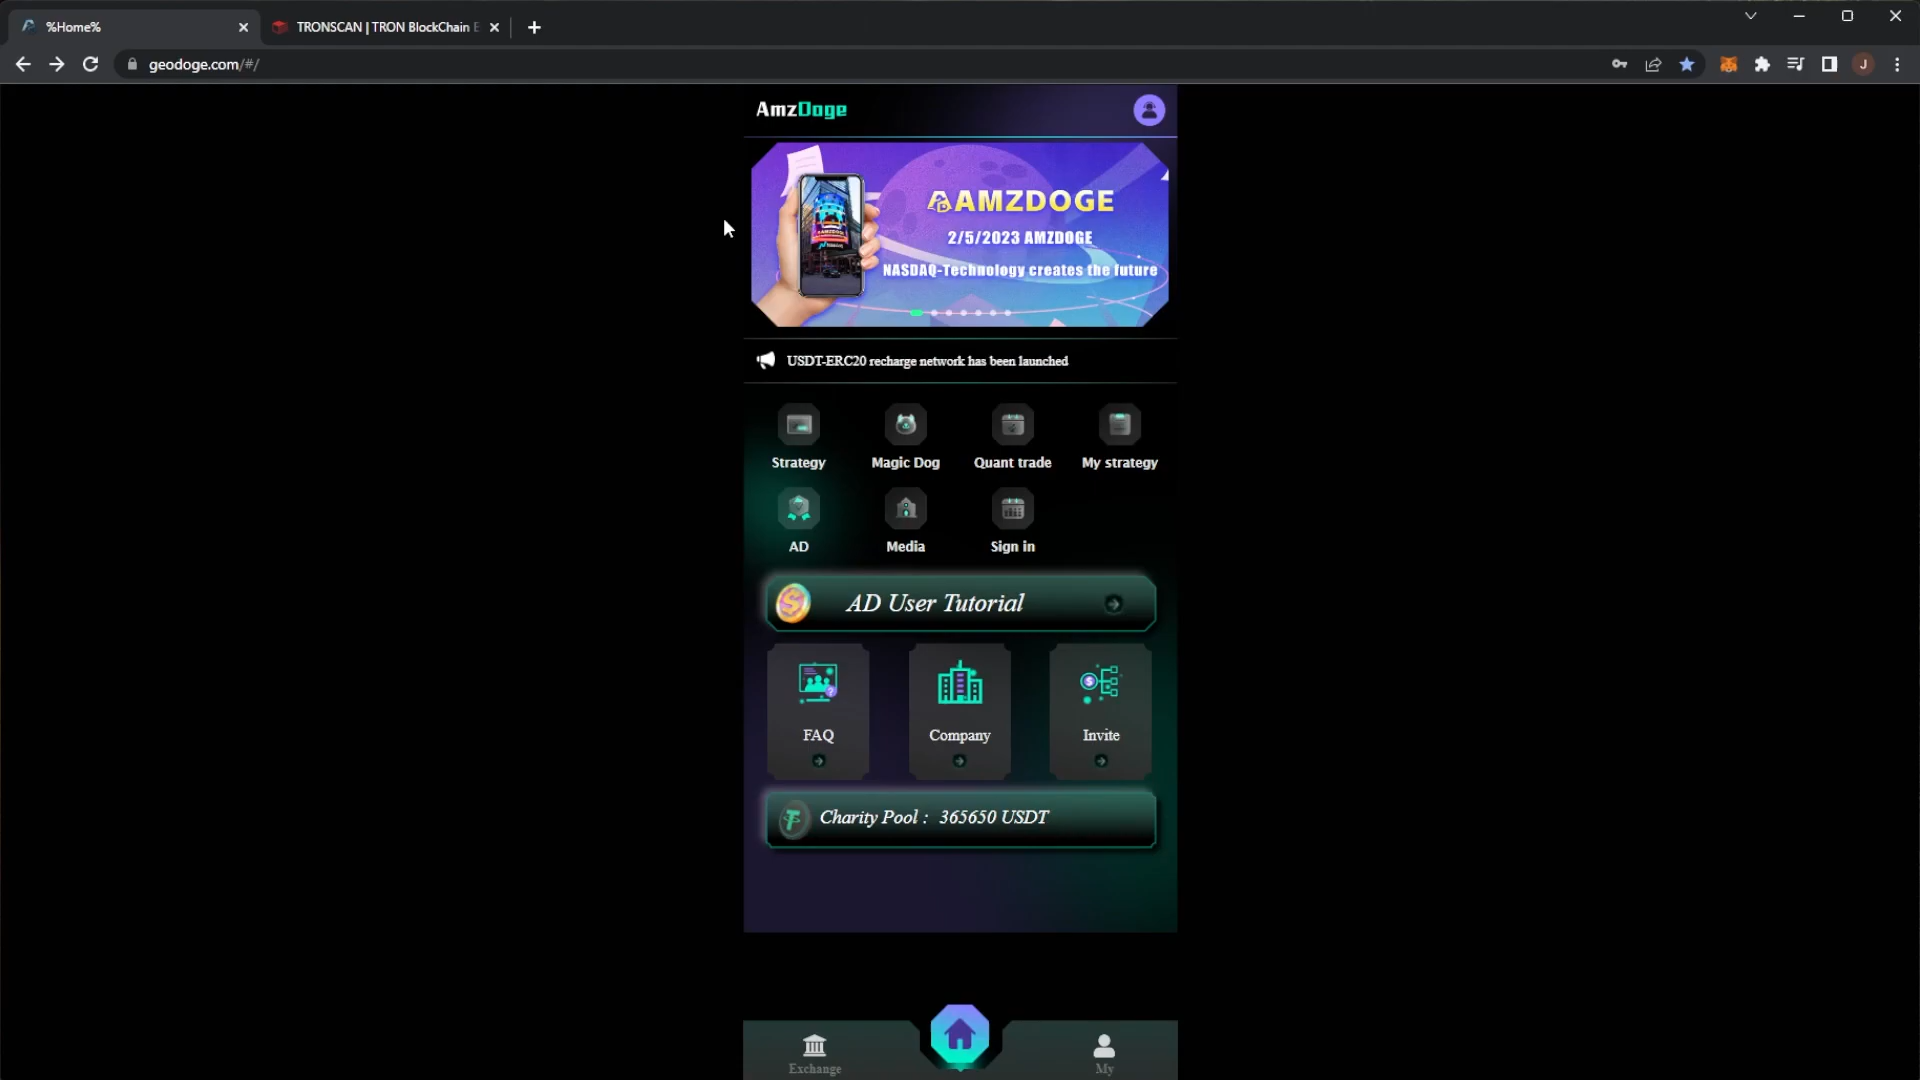 %Home%
TRONSCAN | TRON BlockChain E
geodoge.com/#/
J
AmzDoge
AMZDOGE
2/5/2023 AMZDOGE
NASDAQ-Technology creates the future
USDT-ERC20 recharge network has been launched
Strategy
Magic Dog
Quant trade
My strategy
AD
Media
Sign in
AD User Tutorial
FAQ
Company
Invite
Charity Pool : 365650 USDT
Exchange
My